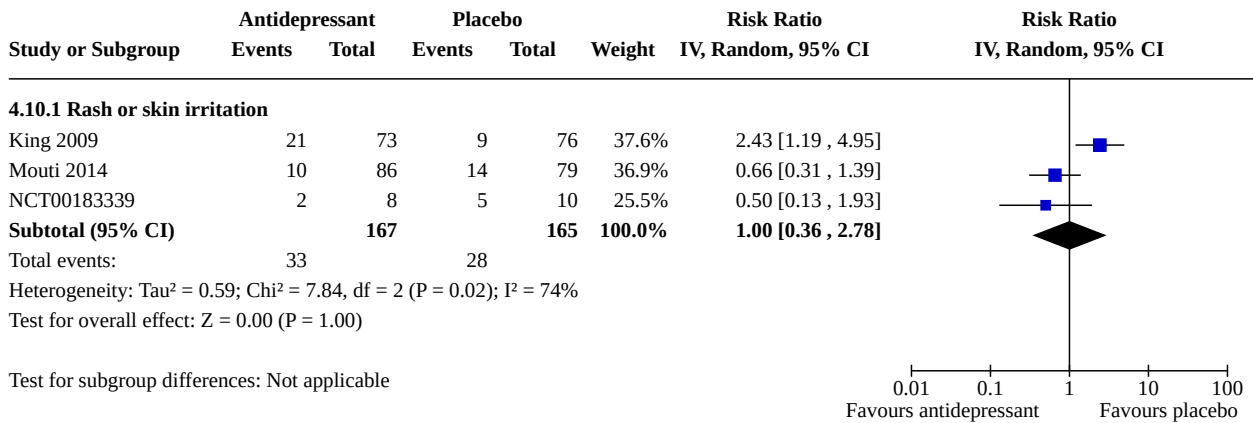 Antidepressant Placebo Risk Ratio Risk Ratio
Study or Subgroup Events Total Events Total Weight IV, Random, 95% CI IV, Random, 95% CI
4.10.1 Rash or skin irritation
King 2009 21 73 9 76 37.6% 2.43 [1.19 , 4.95]
Mouti 2014 10 86 14 79 36.9% 0.66 [0.31 , 1.39]
NCT00183339 2 8 5 10 25.5% 0.50 [0.13 , 1.93]
Subtotal (95% CI) 167 165 100.0% 1.00 [0.36 , 2.78]
Total events: 33 28
Heterogeneity: Tau² = 0.59; Chi² = 7.84, df = 2 (P = 0.02); I² = 74%
Test for overall effect: Z = 0.00 (P = 1.00)
Test for subgroup differences: Not applicable
0.01 0.1 1 10 100
Favours antidepressant Favours placebo